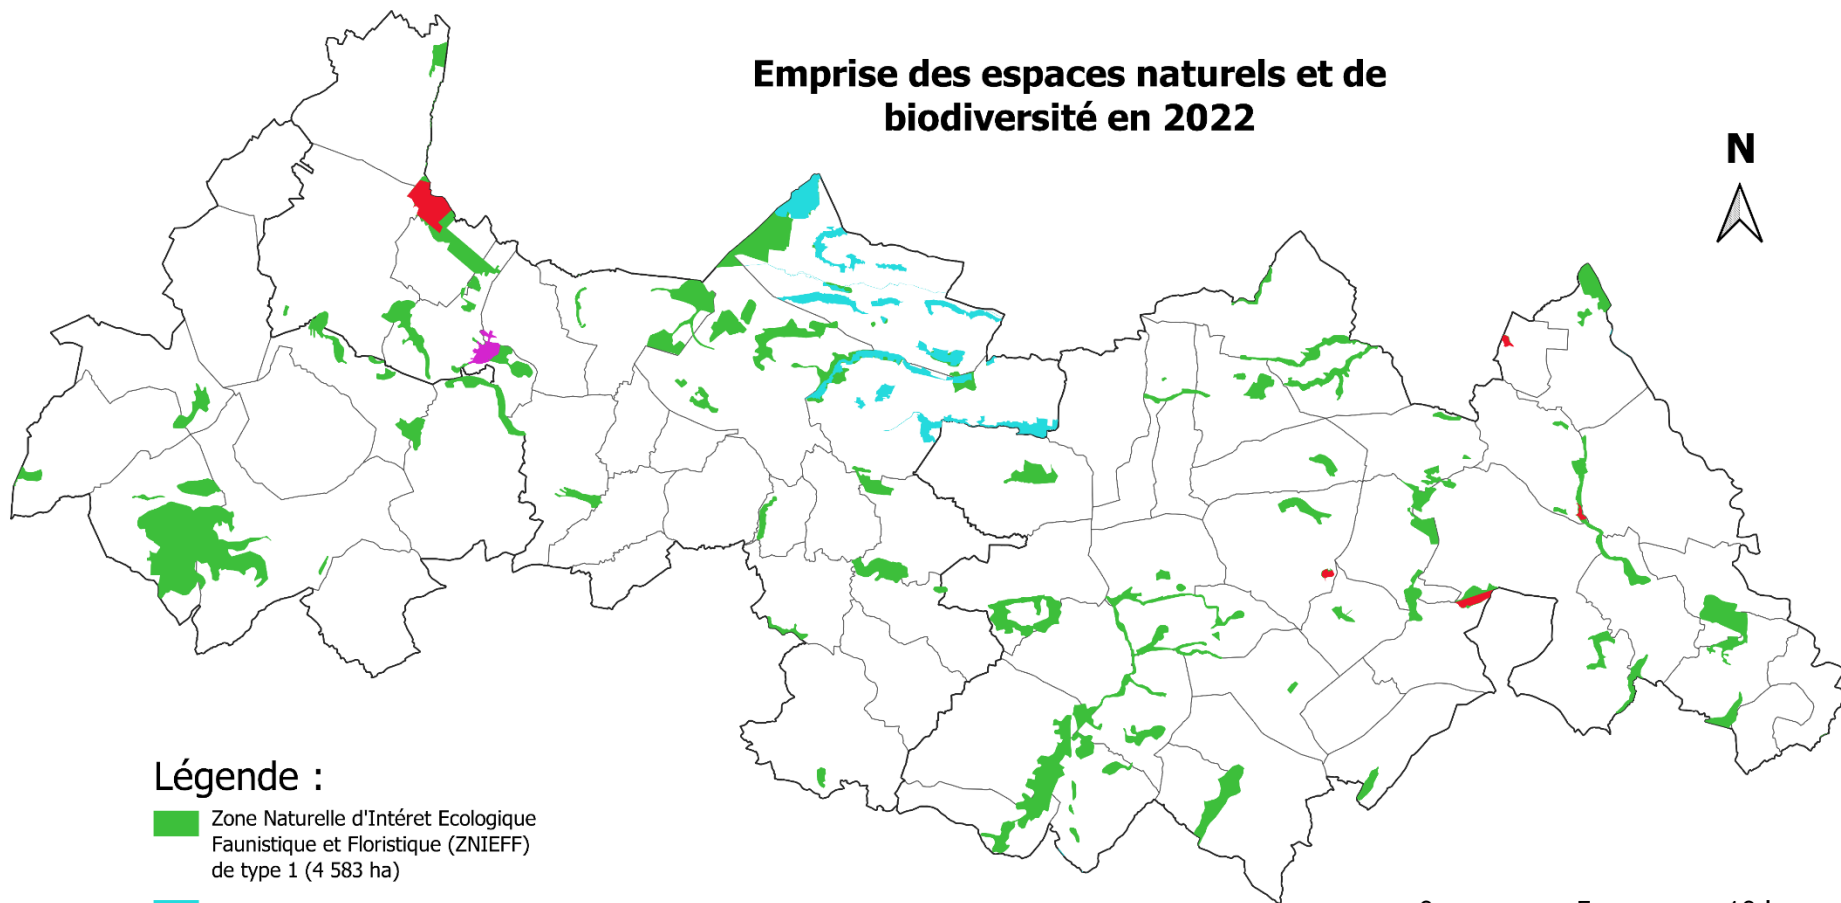 Emprise des espaces naturels et de
biodiversité en 2022
N
Légende :
Zone Naturelle d'Intéret Ecologique
Faunistique et Floristique (ZNIEFF)
de type 1 (4 583 ha)